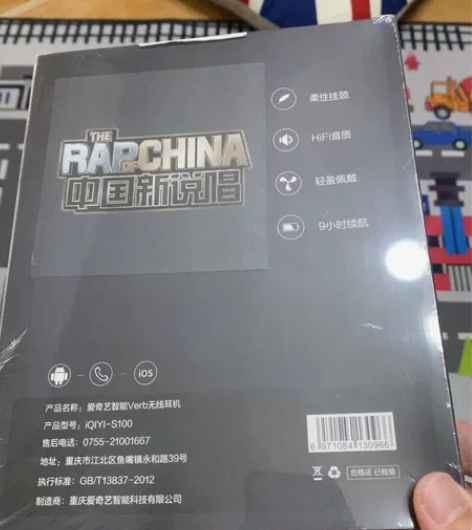 THE
RAP OF CHINA
中国新说唱
柔性挂颈
HiFi音质
轻盈佩戴
9小时续航
iOS
产品名称：爱奇艺智能Verb无线耳机
产品型号：iQIYI-S100
售后电话：0755-21001667
地址：重庆市江北区鱼嘴镇永和路39号
执行标准：GB/T13837-2012
制造商：重庆爱奇艺智能科技有限公司
6971084130966
合格证 已检验